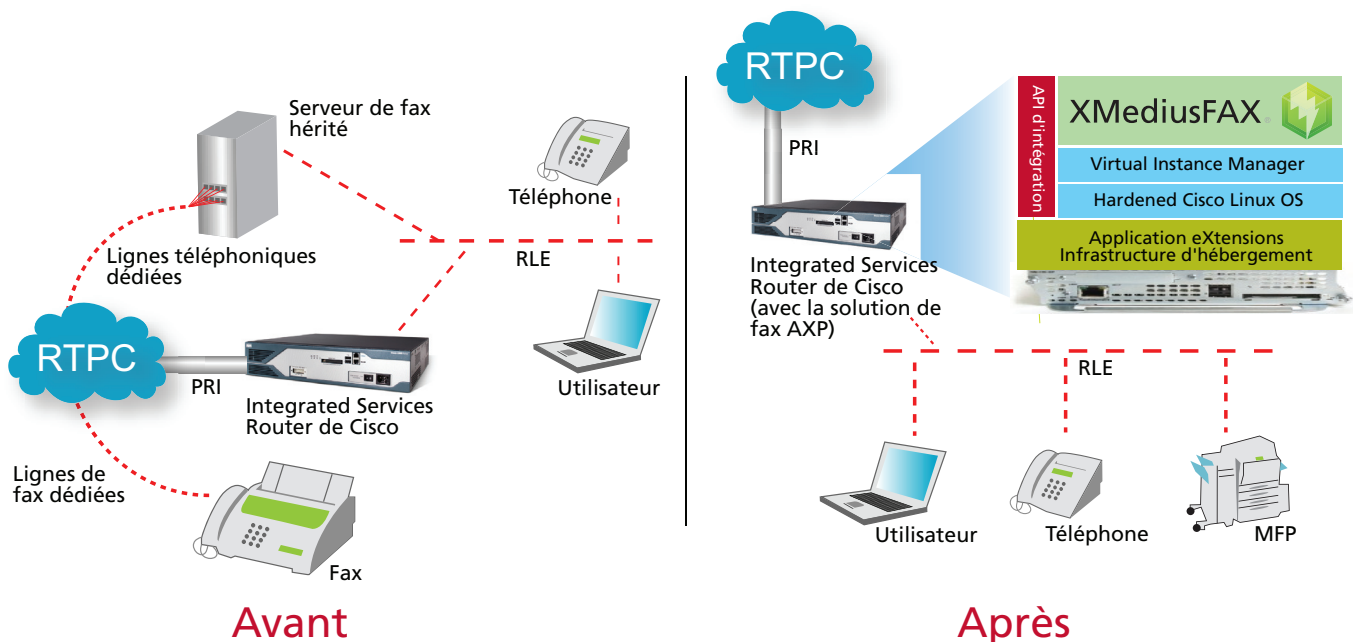 Serveur de fax
hérité
Téléphone
Lignes téléphoniques
dédiées
RLE
RTPC
PRI
Integrated Services
Router de Cisco
Utilisateur
Lignes de
fax dédiées
Fax
Avant
RTPC
PRI
API d'intégration
XMediusFAX
Virtual Instance Manager
Hardened Cisco Linux OS
Application eXtensions
Infrastructure d'hébergement
Integrated Services
Router de Cisco
(avec la solution de
fax AXP)
RLE
Utilisateur
Téléphone
MFP
Après